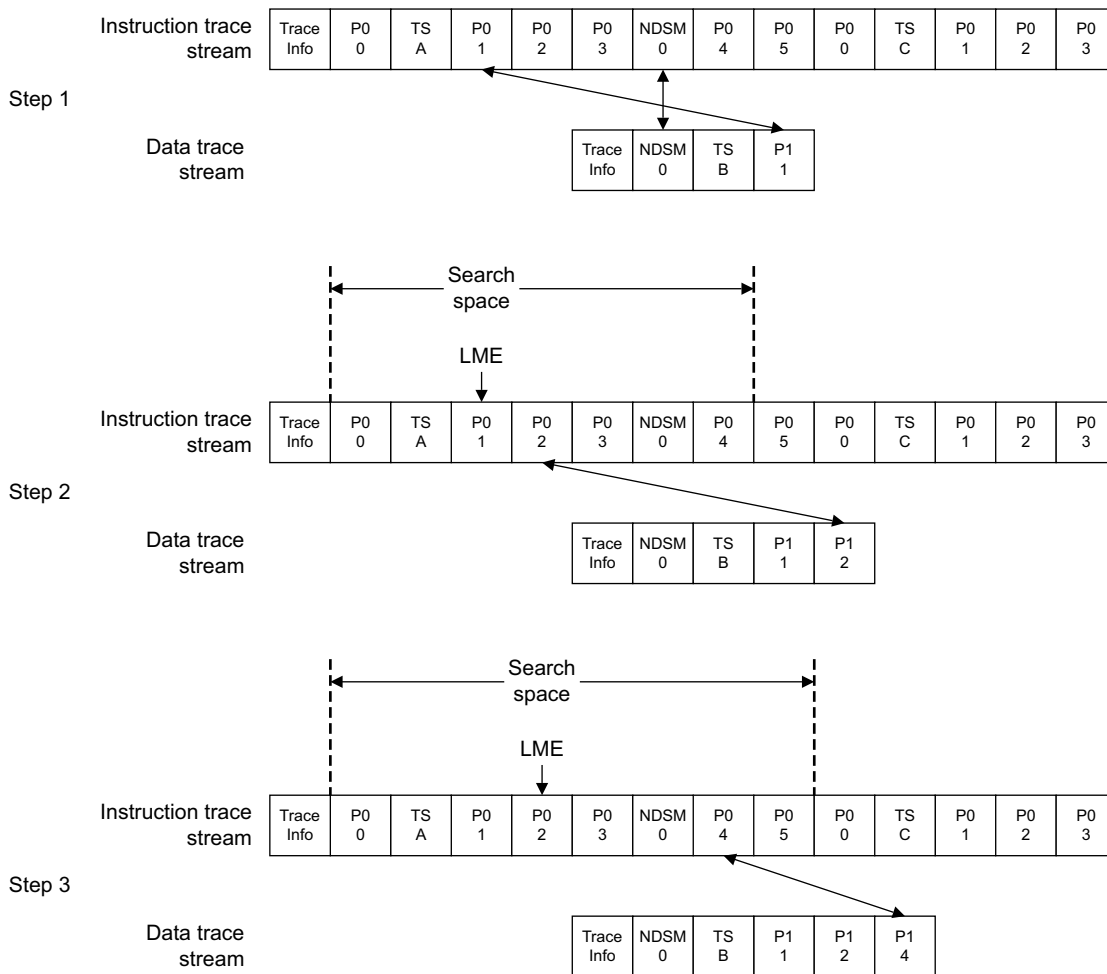 Instruction trace stream
Trace Info P0 0 TS A P0 1 P0 2 P0 3 NDSM 0 P0 4 P0 5 P0 0 TS C P0 1 P0 2 P0 3
Step 1
Data trace stream
Trace Info NDSM 0 TS B P1 1
Search space
LME
Instruction trace stream
Trace Info P0 0 TS A P0 1 P0 2 P0 3 NDSM 0 P0 4 P0 5 P0 0 TS C P0 1 P0 2 P0 3
Step 2
Data trace stream
Trace Info NDSM 0 TS B P1 1 P1 2
Search space
LME
Instruction trace stream
Trace Info P0 0 TS A P0 1 P0 2 P0 3 NDSM 0 P0 4 P0 5 P0 0 TS C P0 1 P0 2 P0 3
Step 3
Data trace stream
Trace Info NDSM 0 TS B P1 1 P1 2 P1 4